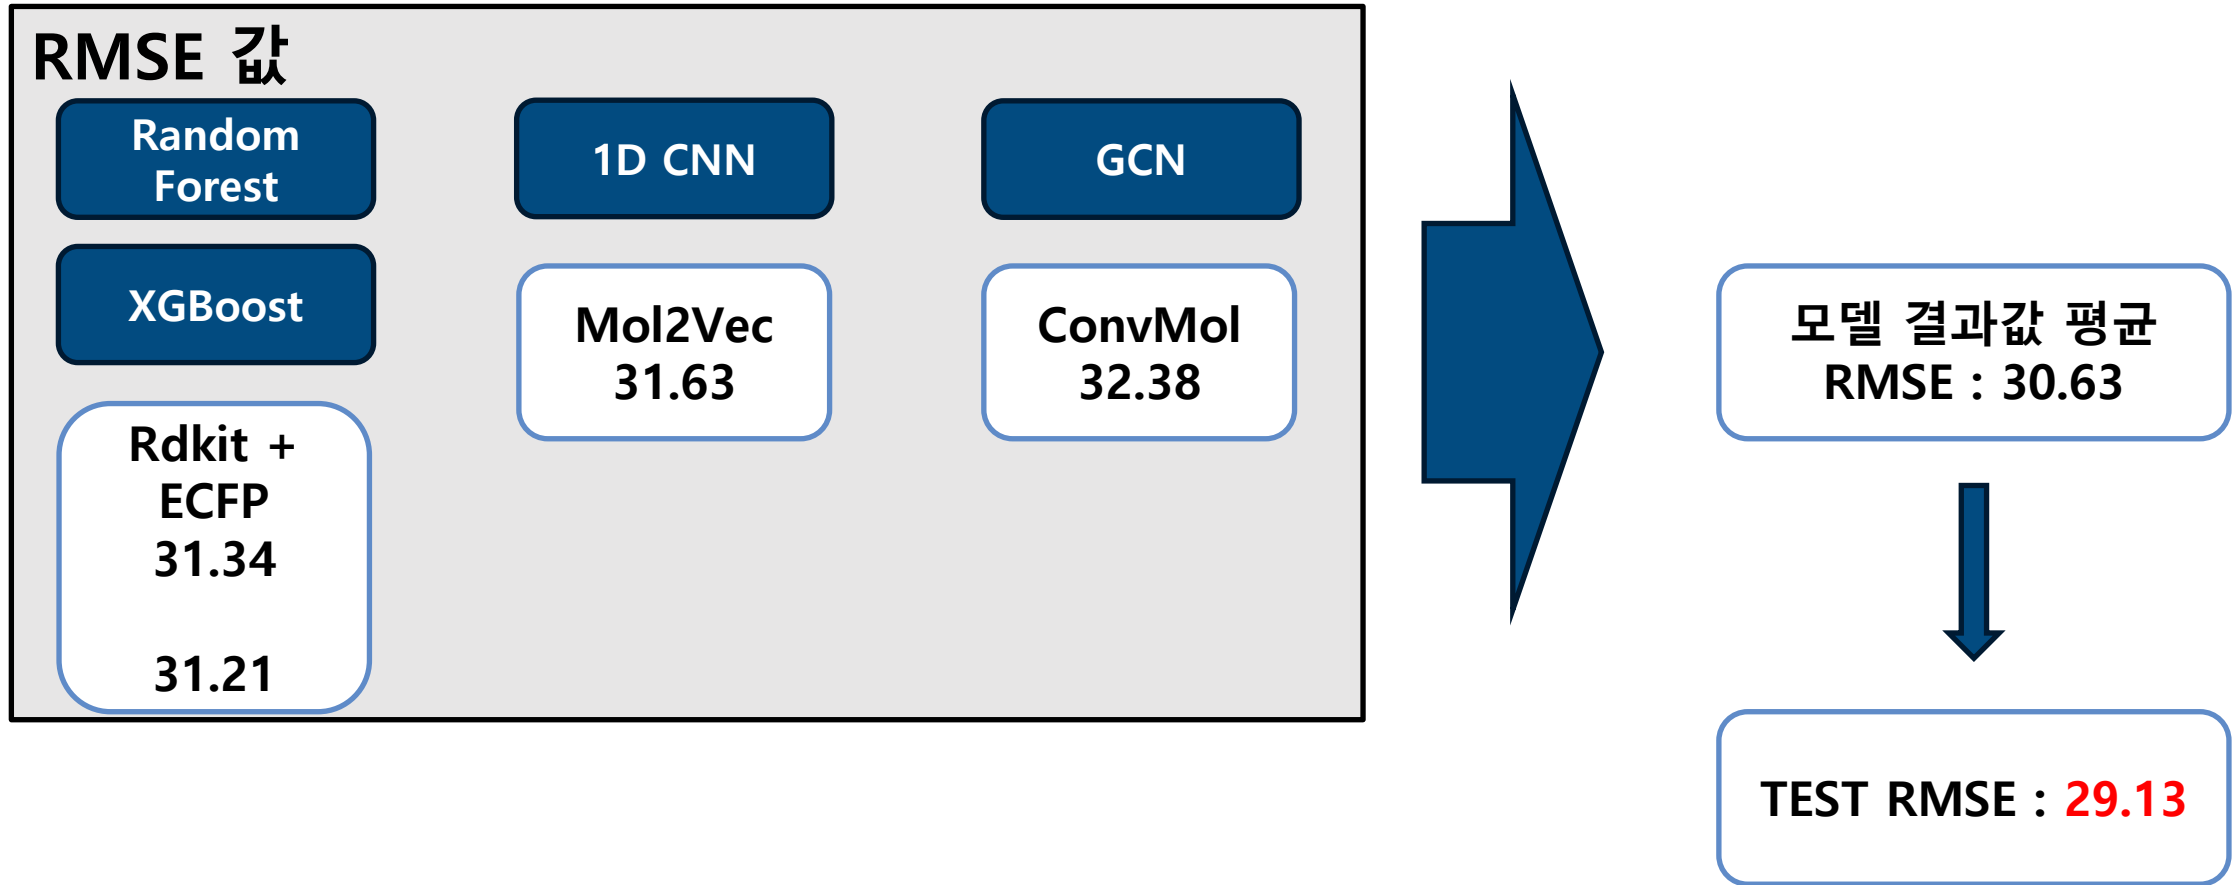 RMSE 값
Random
Forest
1D CNN
GCN
XGBoost
Mol2Vec
31.63
ConvMol
32.38
Rdkit +
ECFP
31.34
31.21
모델 결과값 평균
RMSE : 30.63
TEST RMSE : 29.13